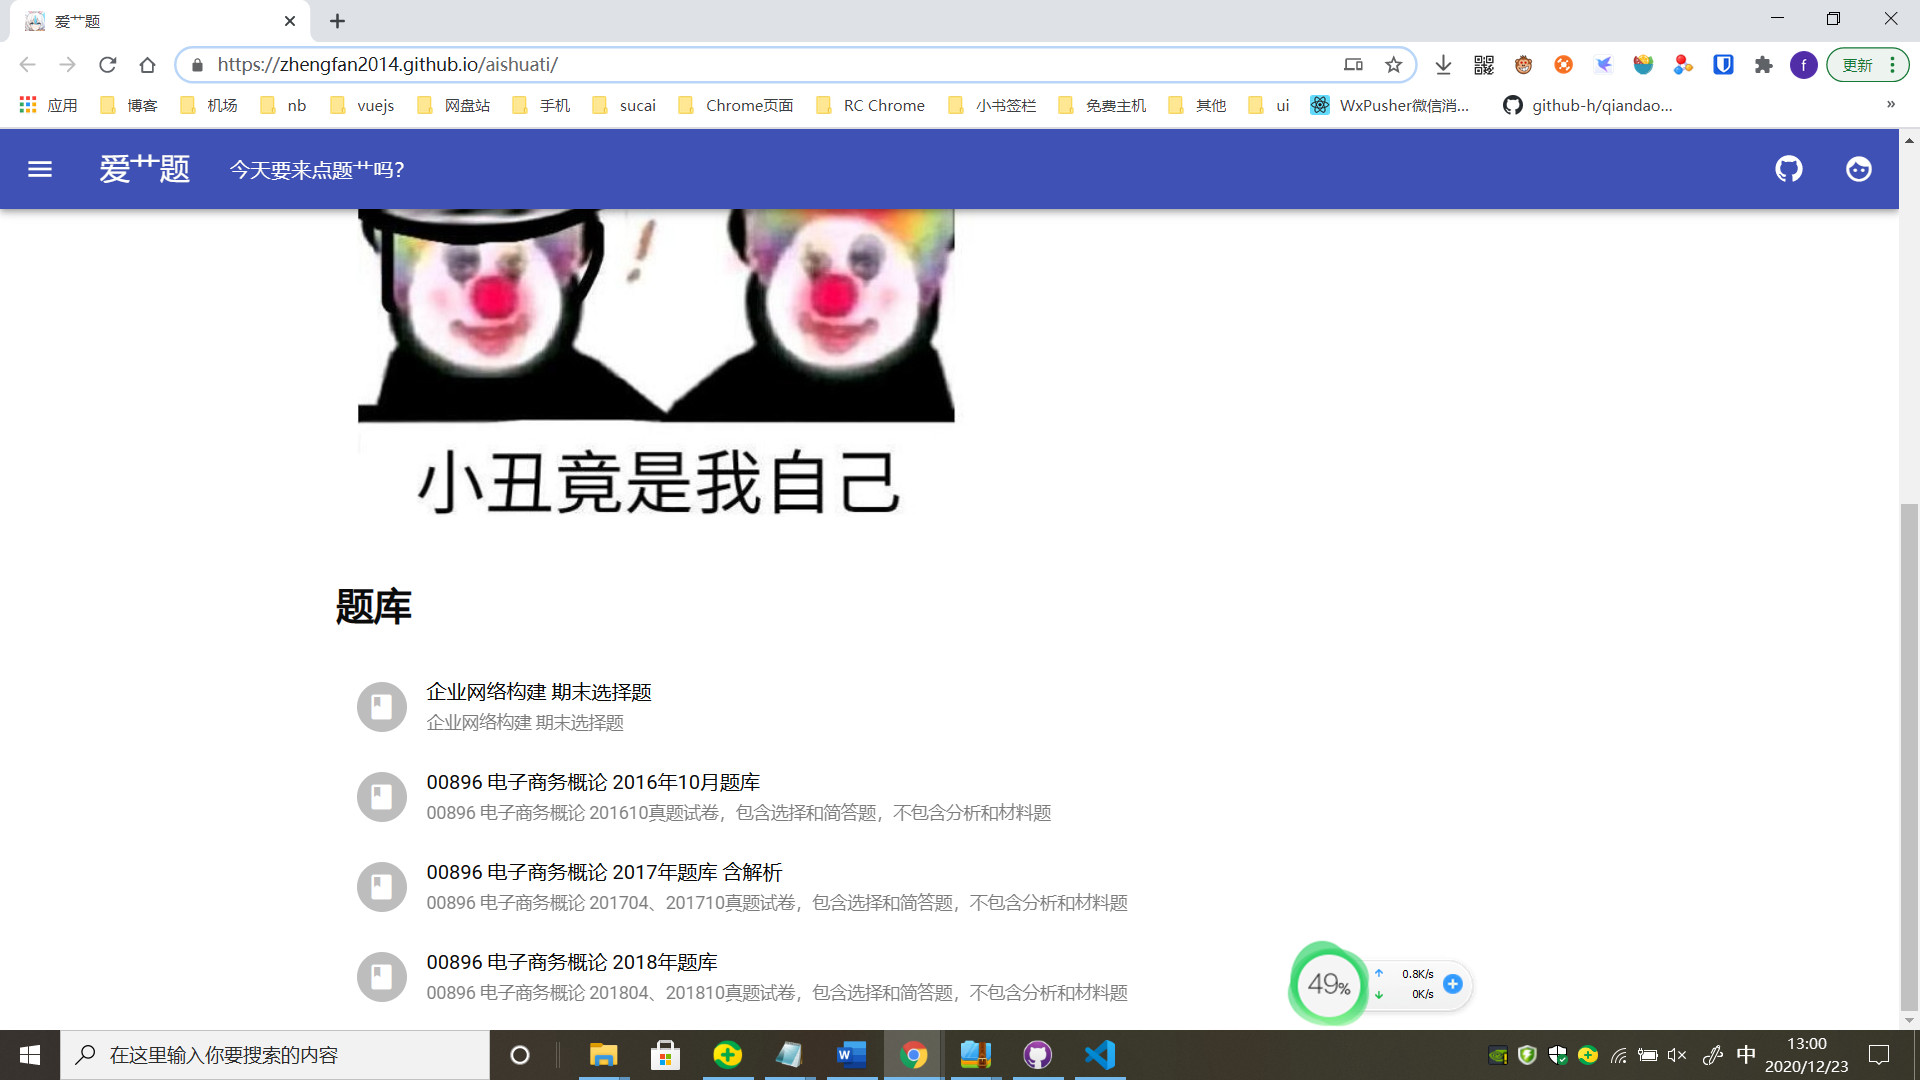 爱艹题
https://zhengfan2014.github.io/aishuati/
f
更新
应用
博客
机场
nb
vuejs
网盘站
手机
sucai
Chrome页面
RC Chrome
小书签栏
免费主机
其他
ui
WxPusher微信消...
github-h/qiandao...
»
爱艹题
今天要来点题艹吗?
小丑竟是我自己
题库
企业网络构建 期末选择题
企业网络构建 期末选择题
00896 电子商务概论 2016年10月题库
00896 电子商务概论 201610真题试卷，包含选择和简答题，不包含分析和材料题
00896 电子商务概论 2017年题库 含解析
00896 电子商务概论 201704、201710真题试卷，包含选择和简答题，不包含分析和材料题
00896 电子商务概论 2018年题库
00896 电子商务概论 201804、201810真题试卷，包含选择和简答题，不包含分析和材料题
49%
0.8K/s
0K/s
在这里输入你要搜索的内容
中
13:00
2020/12/23